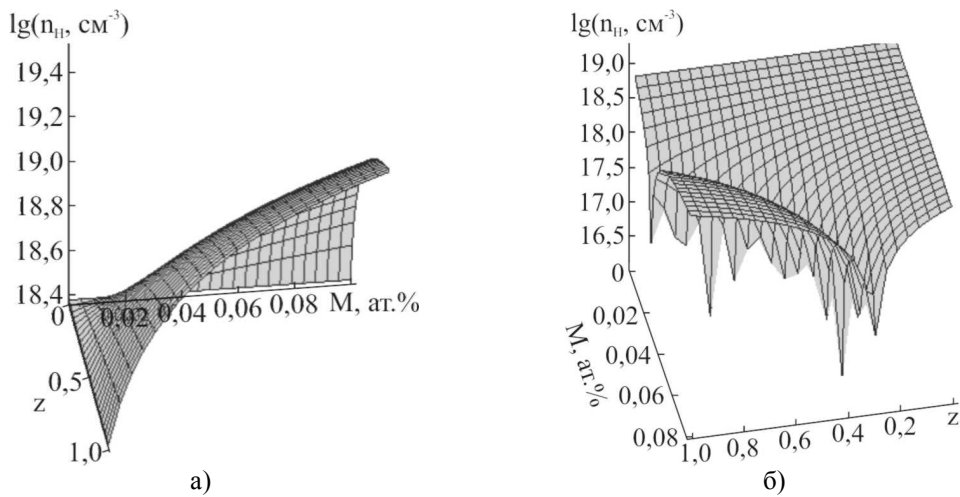 lg(nн, см-3)
19,4
19,2
19,0
18,8
18,6
18,4
0
0,02 0,04 0,06 0,08 М, ат.%
0,5
z
1,0
а)
lg(nн, см-3)
19,0
18,5
18,0
17,5
17,0
16,5
0
0,02
0,04
0,06
0,08
М, ат.%
1,0 0,8 0,6 0,4 0,2 z
б)